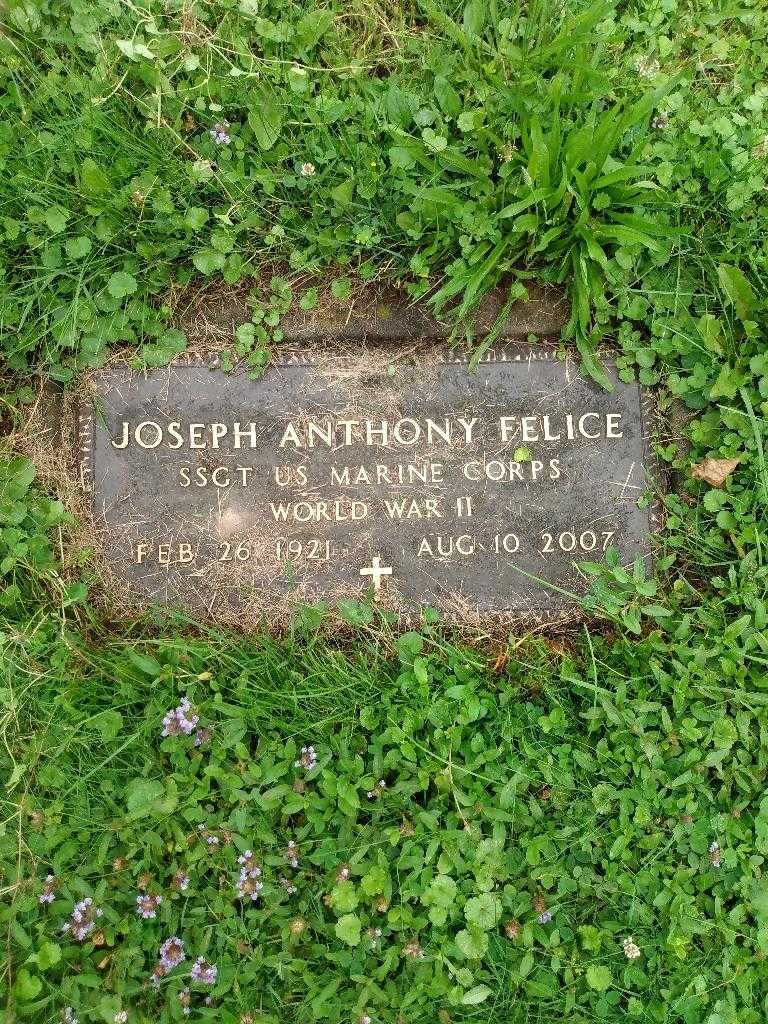 JOSEPH ANTHONY FELICE
SSGT US MARINE CORPS
WORLD WAR II
FEB 26 1921 AUG 10 2007